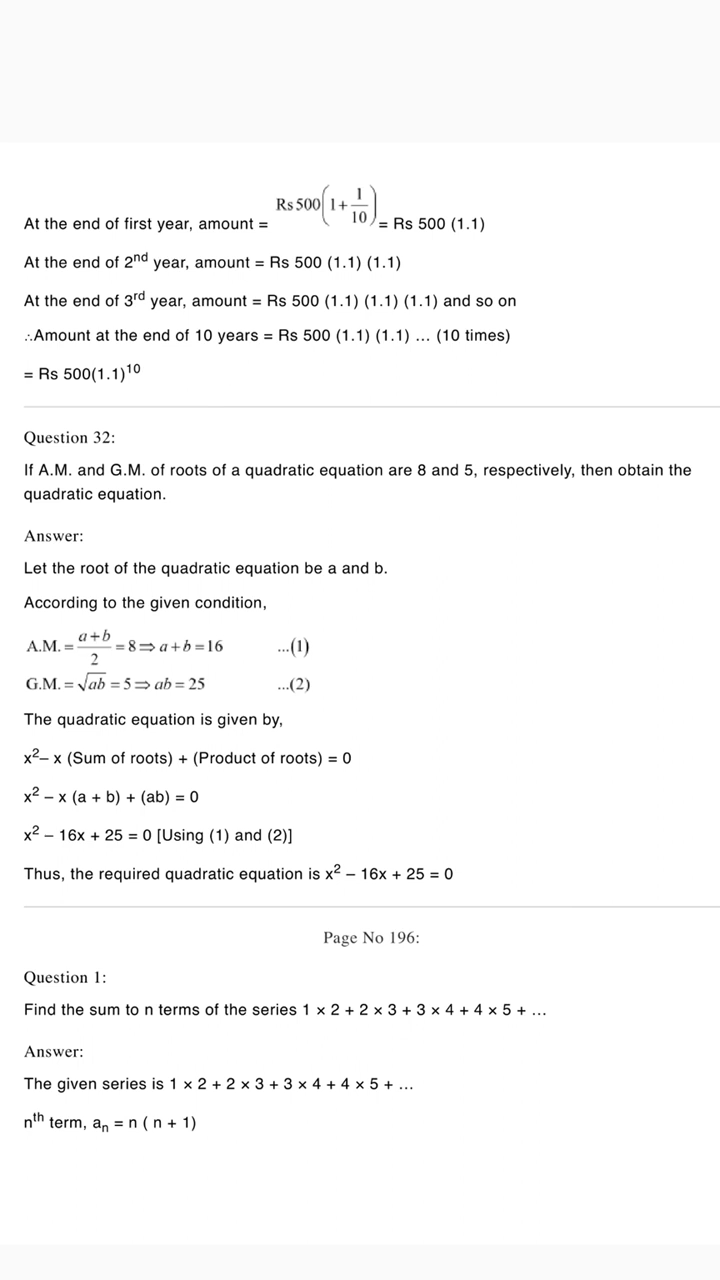 At the end of first year, amount = Rs 500(1+1/10) = Rs 500 (1.1)
At the end of 2nd year, amount = Rs 500 (1.1) (1.1)
At the end of 3rd year, amount = Rs 500 (1.1) (1.1) (1.1) and so on
∴Amount at the end of 10 years = Rs 500 (1.1) (1.1) … (10 times)
= Rs 500(1.1)^10
Question 32:
If A.M. and G.M. of roots of a quadratic equation are 8 and 5, respectively, then obtain the
quadratic equation.
Answer:
Let the root of the quadratic equation be a and b.
According to the given condition,
A.M. = (a+b)/2 = 8 ⇒ a+b = 16 ...(1)
G.M. = √ab = 5 ⇒ ab = 25 ...(2)
The quadratic equation is given by,
x²– x (Sum of roots) + (Product of roots) = 0
x² – x (a + b) + (ab) = 0
x² – 16x + 25 = 0 [Using (1) and (2)]
Thus, the required quadratic equation is x² – 16x + 25 = 0
Page No 196:
Question 1:
Find the sum to n terms of the series 1 × 2 + 2 × 3 + 3 × 4 + 4 × 5 + …
Answer:
The given series is 1 × 2 + 2 × 3 + 3 × 4 + 4 × 5 + …
nth term, aₙ = n ( n + 1)